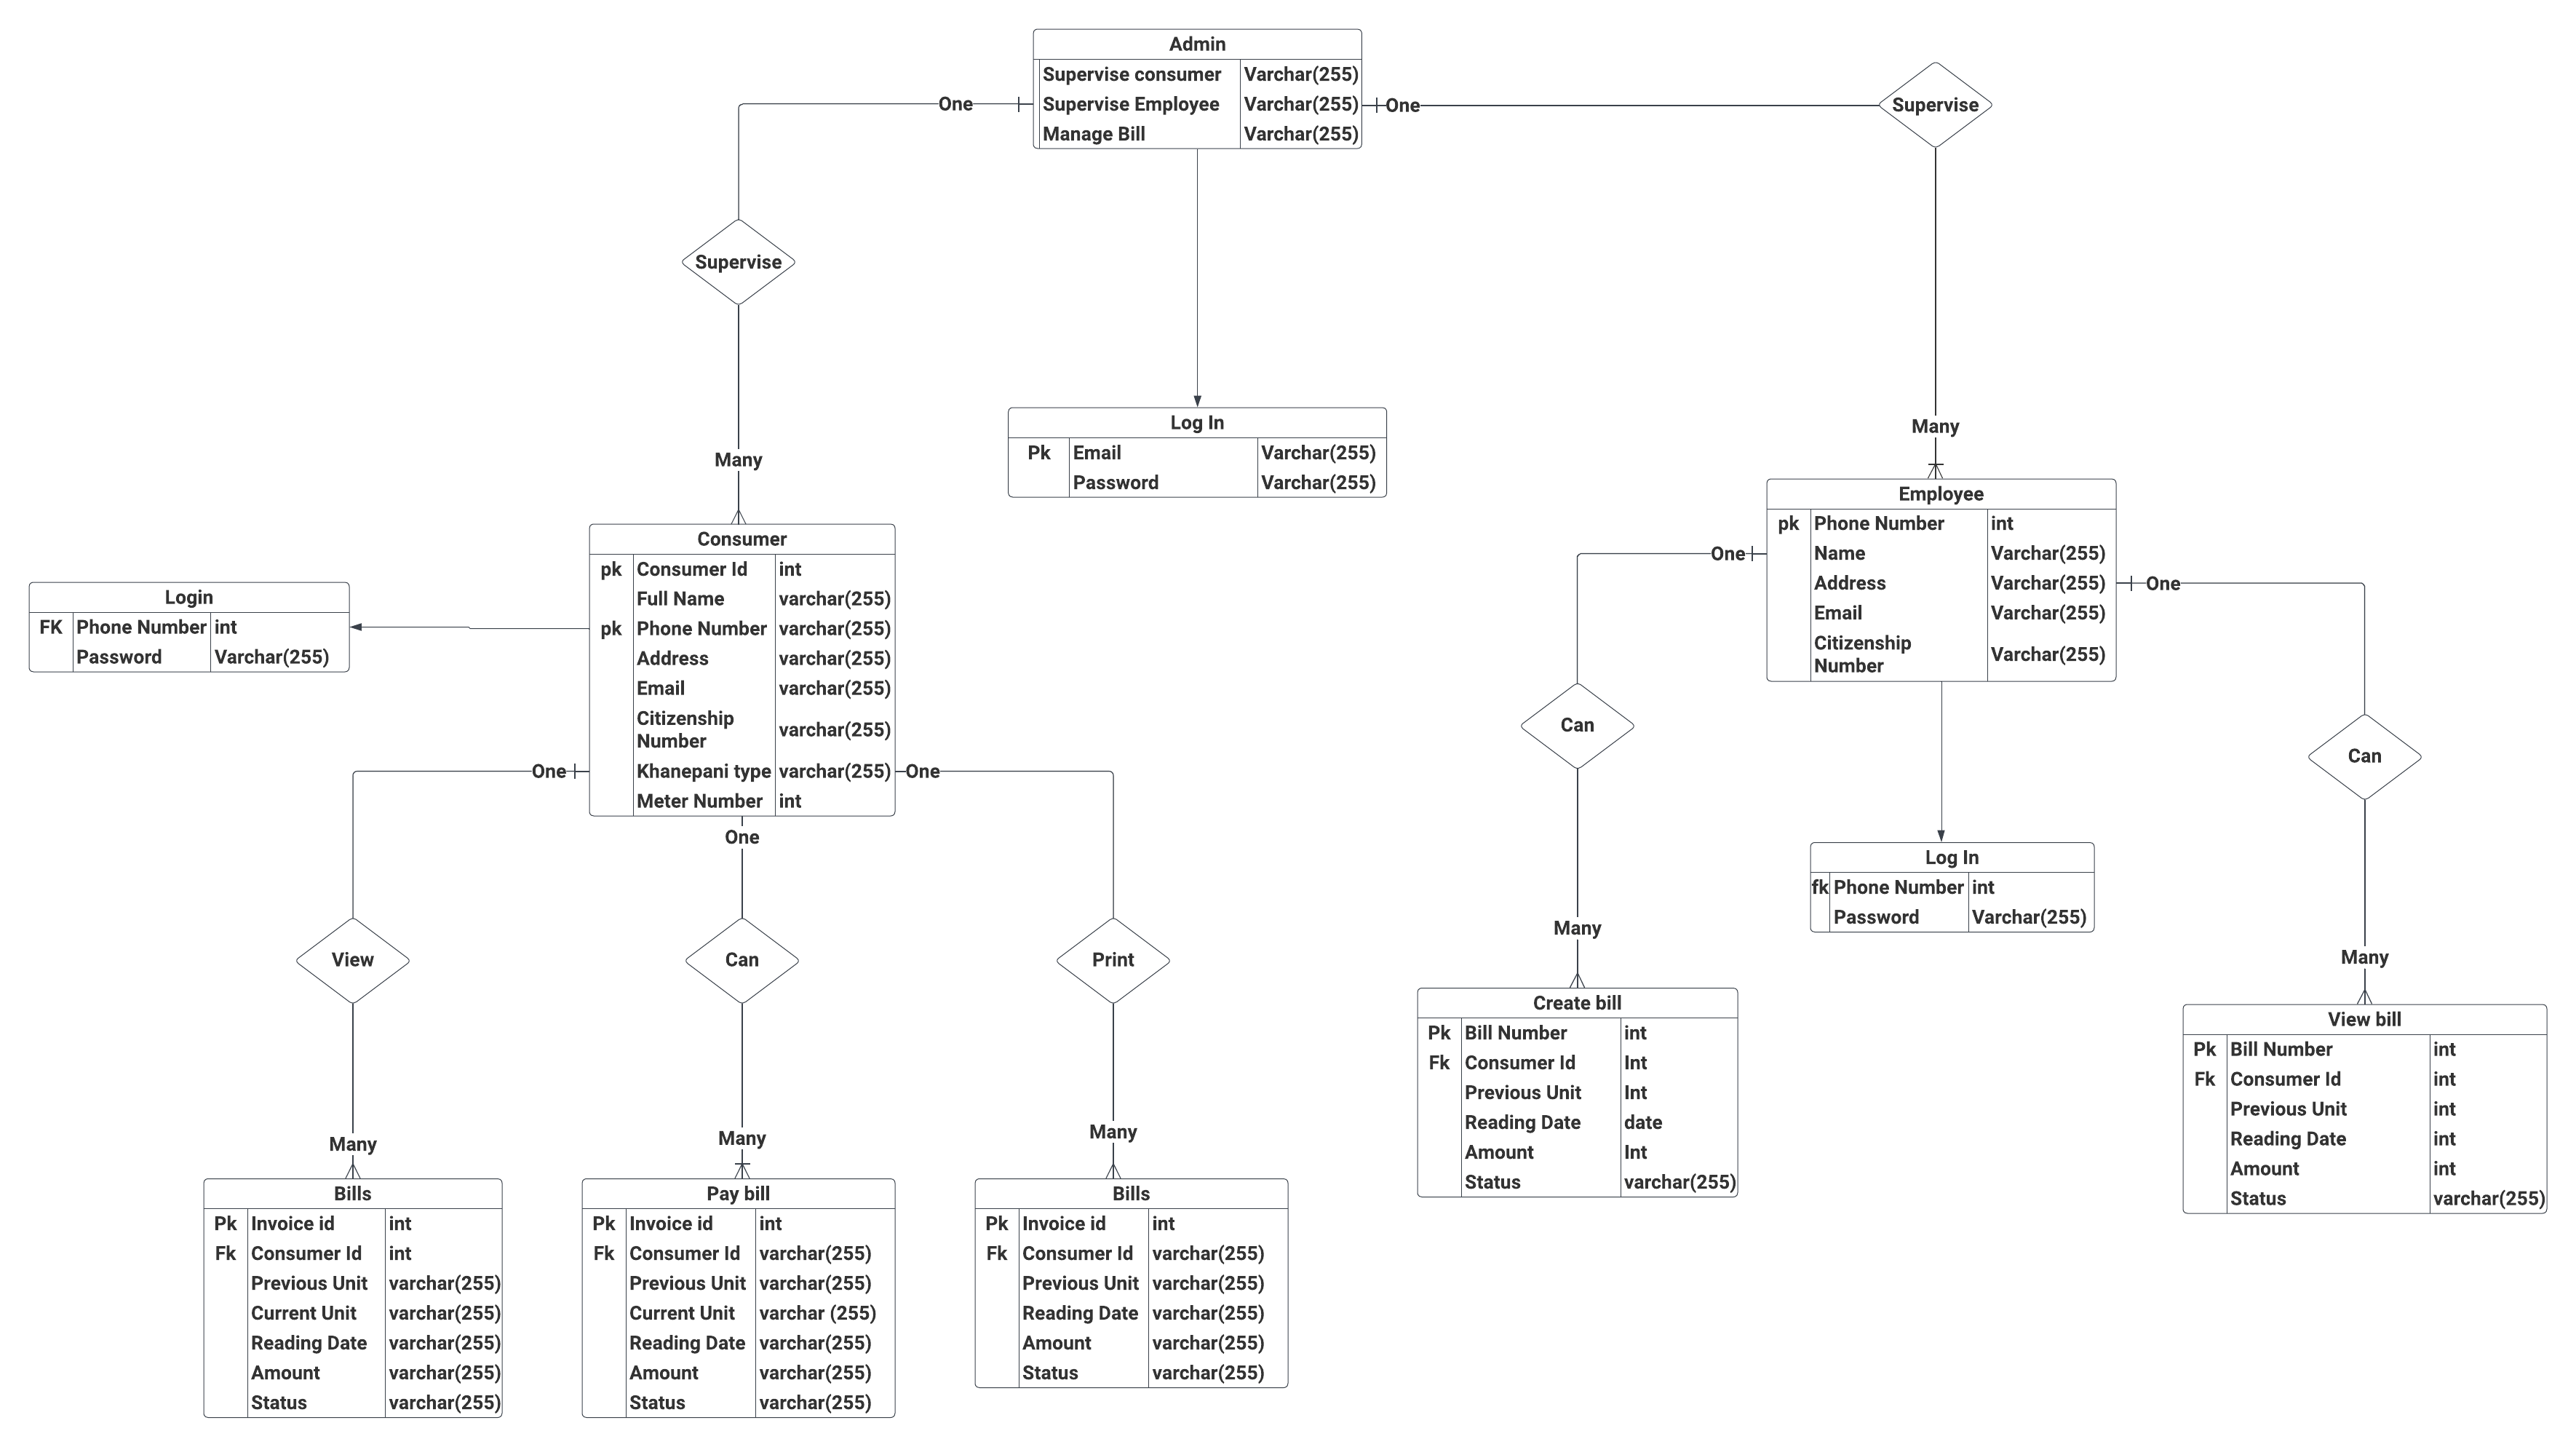 Admin
Supervise consumer Varchar(255)
Supervise Employee Varchar(255)
Manage Bill Varchar(255)
One
One
Supervise
Supervise
Many
Many
Log In
Pk Email Varchar(255)
Password Varchar(255)
Consumer
pk Consumer Id int
Full Name varchar(255)
pk Phone Number varchar(255)
Address varchar(255)
Email varchar(255)
Citizenship
Number varchar(255)
Khanepani type varchar(255)
Meter Number int
Login
FK Phone Number int
Password Varchar(255)
Employee
pk Phone Number int
Name Varchar(255)
Address Varchar(255)
Email Varchar(255)
Citizenship
Number Varchar(255)
One
One
Can
Can
Log In
fk Phone Number int
Password Varchar(255)
One
One
One
View
Can
Print
Many
Many
Many
Many
Many
Create bill
Pk Bill Number int
Fk Consumer Id Int
Previous Unit Int
Reading Date date
Amount Int
Status varchar(255)
View bill
Pk Bill Number int
Fk Consumer Id int
Previous Unit int
Reading Date int
Amount int
Status varchar(255)
Bills
Pk Invoice id int
Fk Consumer Id int
Previous Unit varchar(255)
Current Unit varchar(255)
Reading Date varchar(255)
Amount varchar(255)
Status varchar(255)
Pay bill
Pk Invoice id int
Fk Consumer Id varchar(255)
Previous Unit varchar(255)
Current Unit varchar (255)
Reading Date varchar(255)
Amount varchar(255)
Status varchar(255)
Bills
Pk Invoice id int
Fk Consumer Id varchar(255)
Previous Unit varchar(255)
Reading Date varchar(255)
Amount varchar(255)
Status varchar(255)